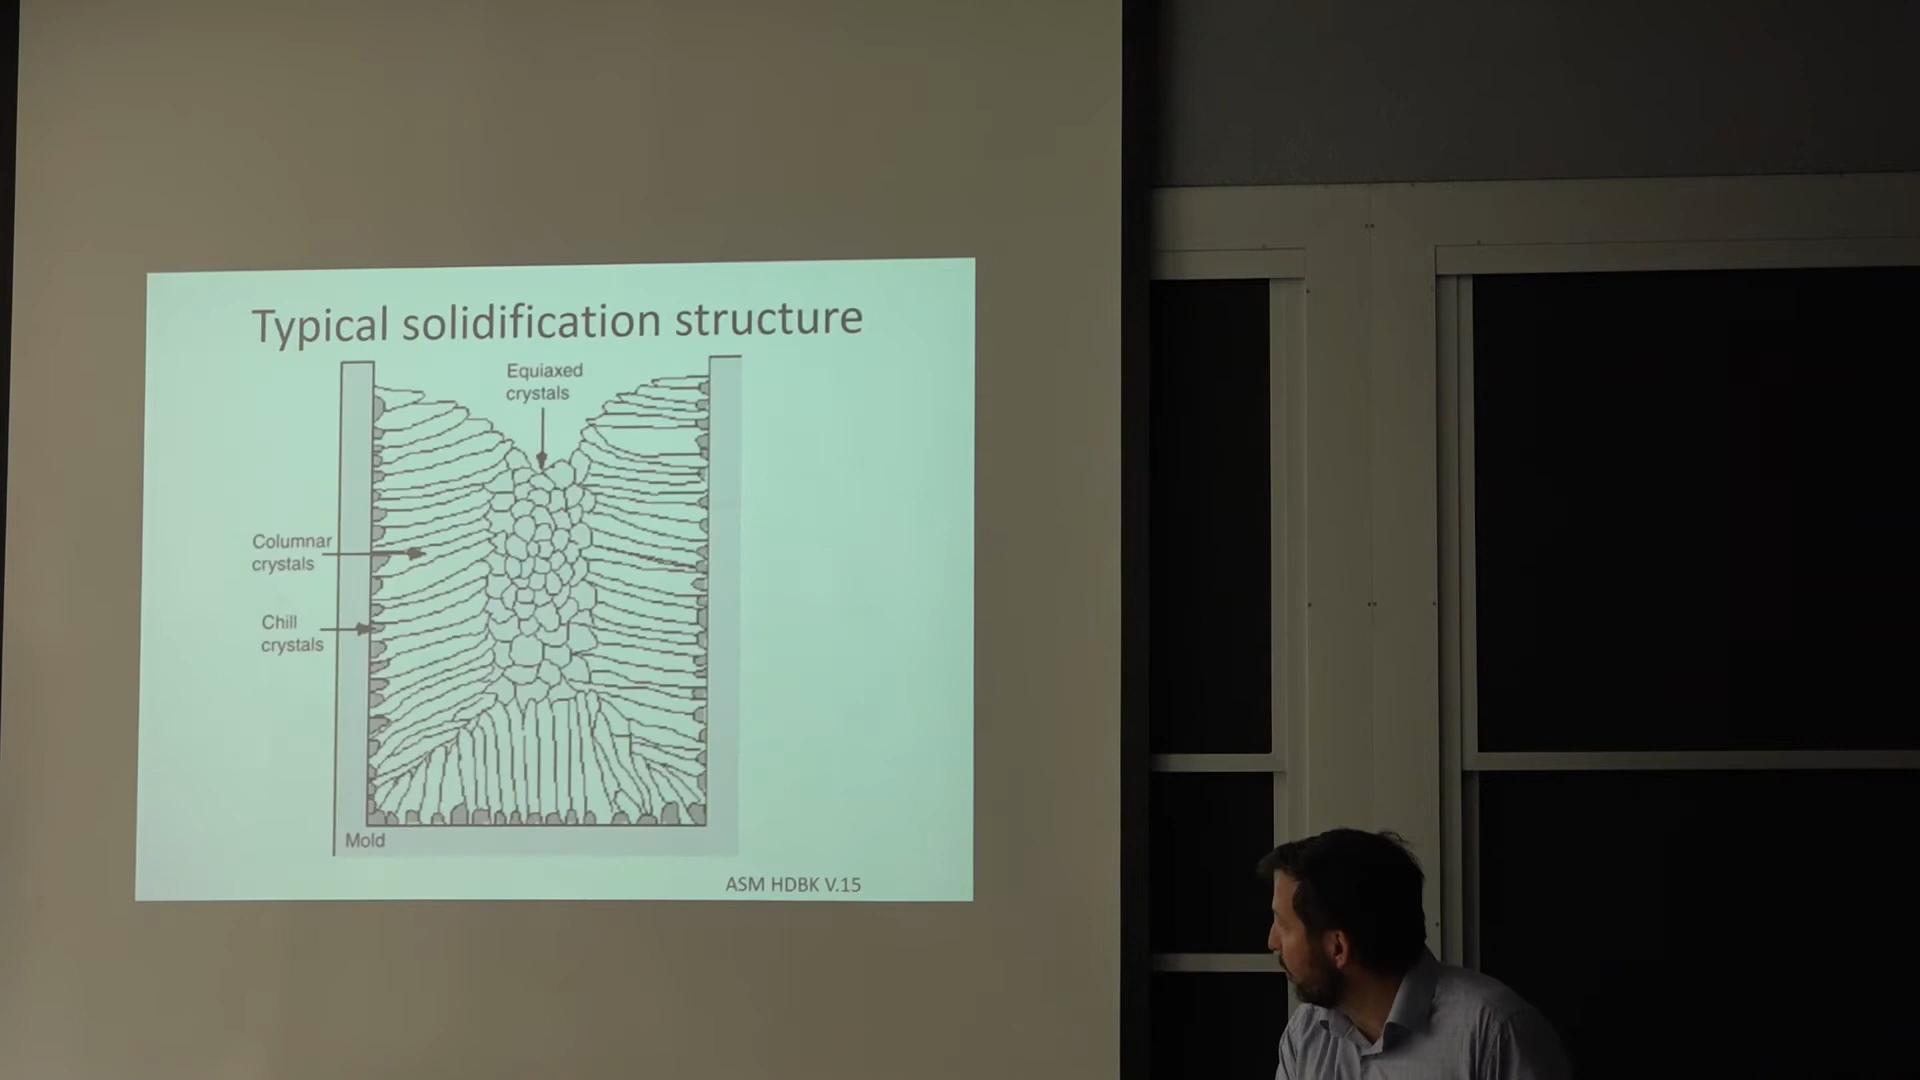 Typical solidification structure
Equiaxed
crystals
Columnar
crystals
Chill
crystals
Mold
ASM HDBK V.15